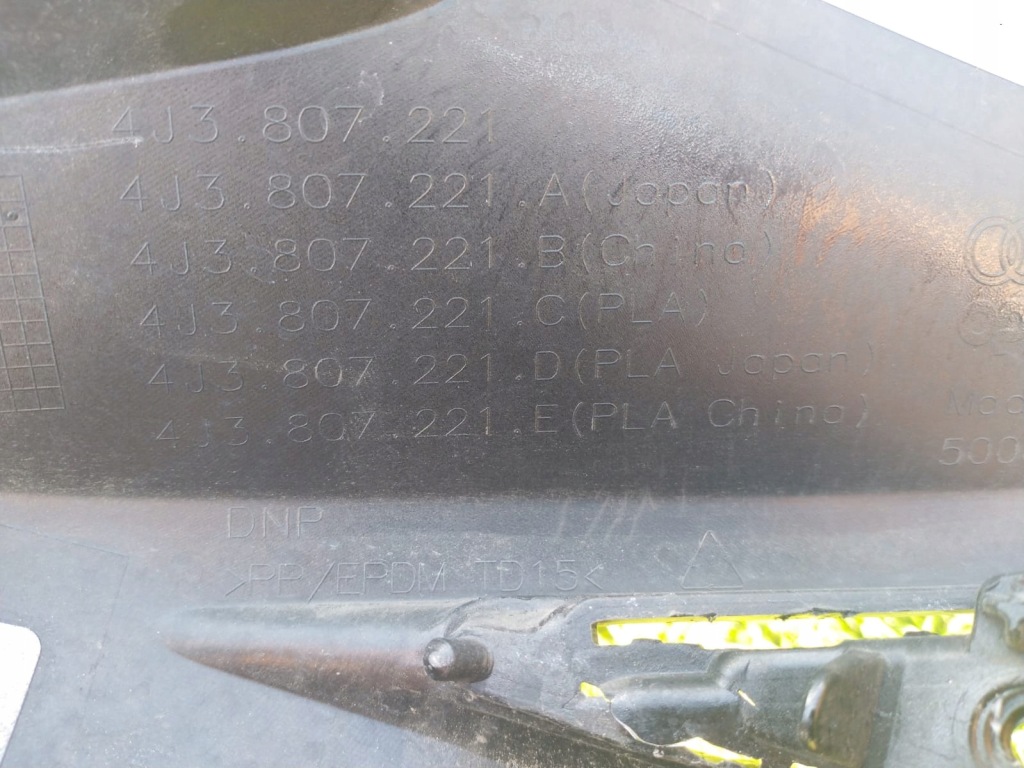 4J3.807.221
4J3.807.221.A(Japan)
4J3.807.221.B(China)
4J3.807.221.C(PLA)
4J3.807.221.D(PLA Japan)
4J3.807.221.E(PLA China)
500
DNP
>PP/EPDM TD15<